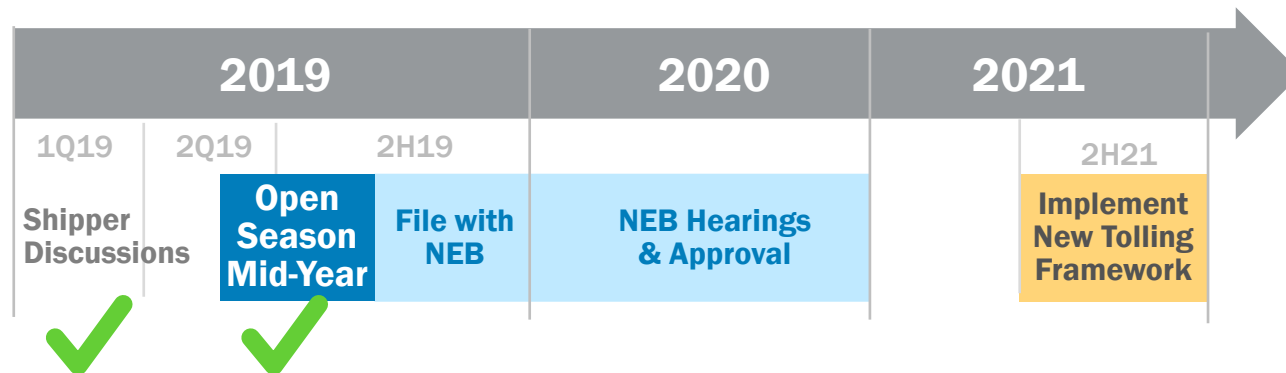 2019
2020
2021
1Q19
2Q19
2H19
2H21
Shipper
Discussions
Open
Season
Mid-Year
File with
NEB
NEB Hearings
& Approval
Implement
New Tolling
Framework